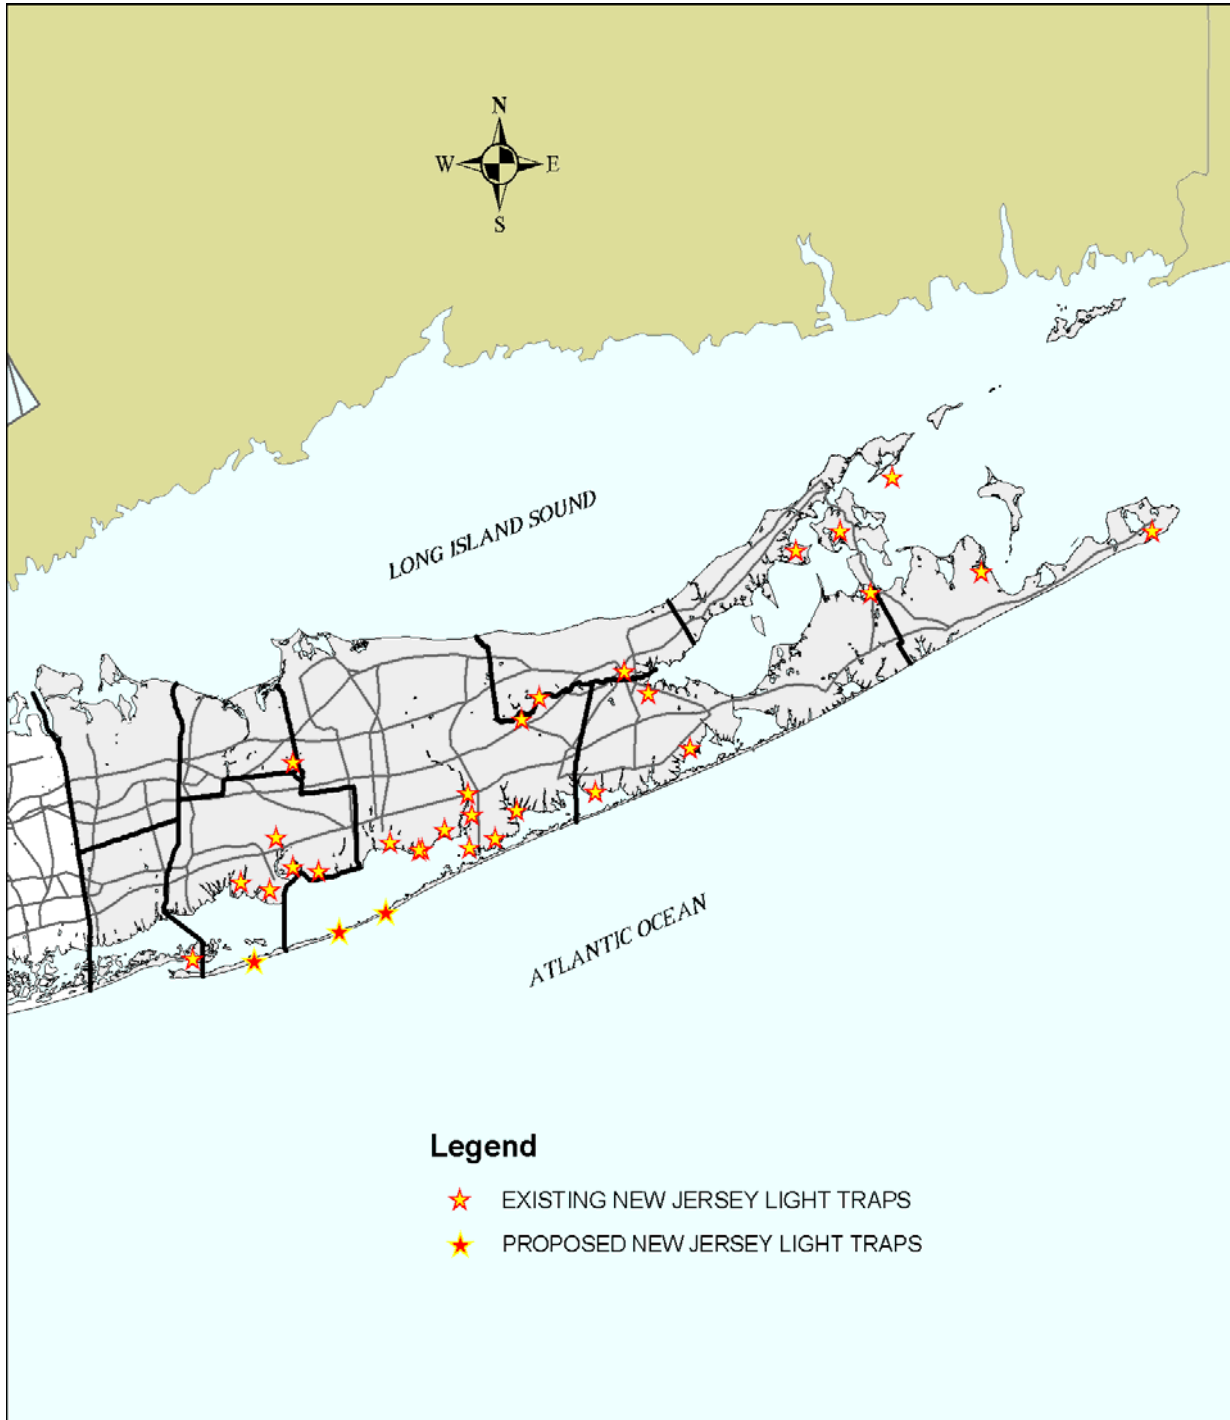 N
W E
S
LONG ISLAND SOUND
ATLANTIC OCEAN
Legend
EXISTING NEW JERSEY LIGHT TRAPS
PROPOSED NEW JERSEY LIGHT TRAPS